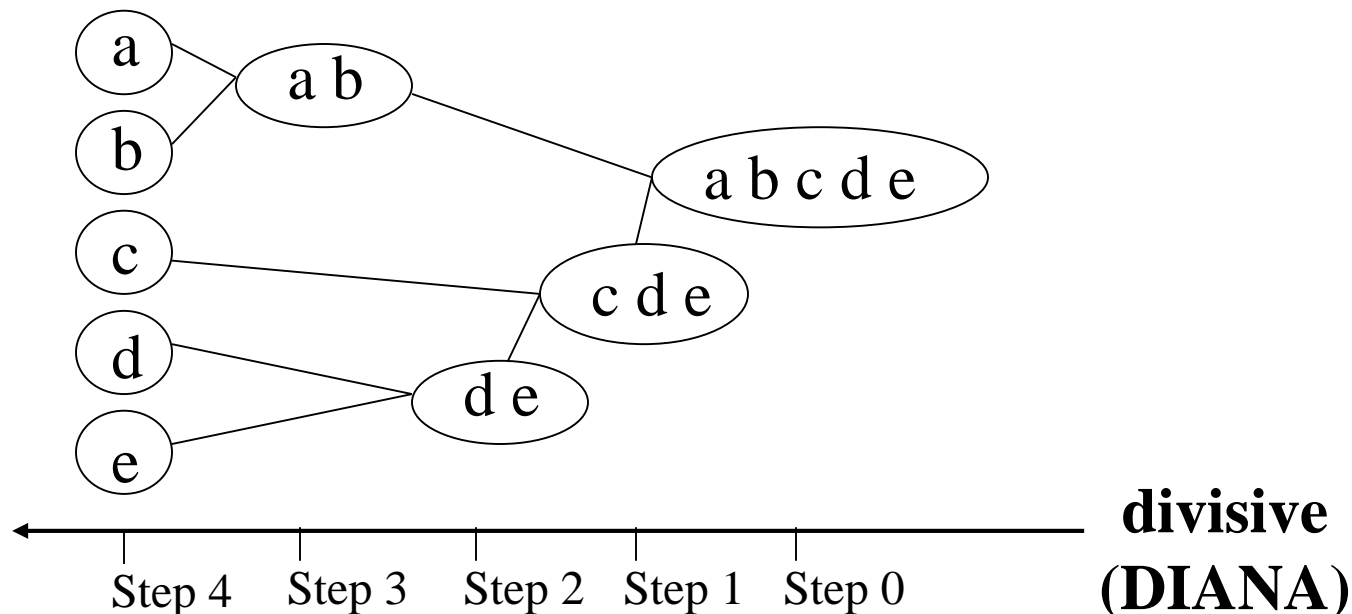 a
a b
b
a b c d e
c
c d e
d
d e
e
divisive
(DIANA)
Step 4 Step 3 Step 2 Step 1 Step 0